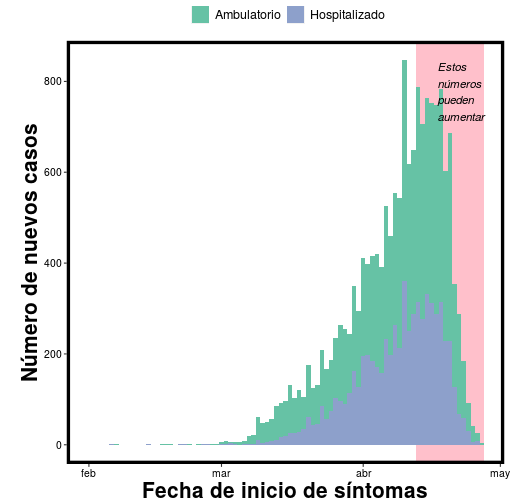 Ambulatorio Hospitalizado
Estos
números
pueden
aumentar
800
600
400
200
0
Número de nuevos casos
feb mar abr may
Fecha de inicio de síntomas